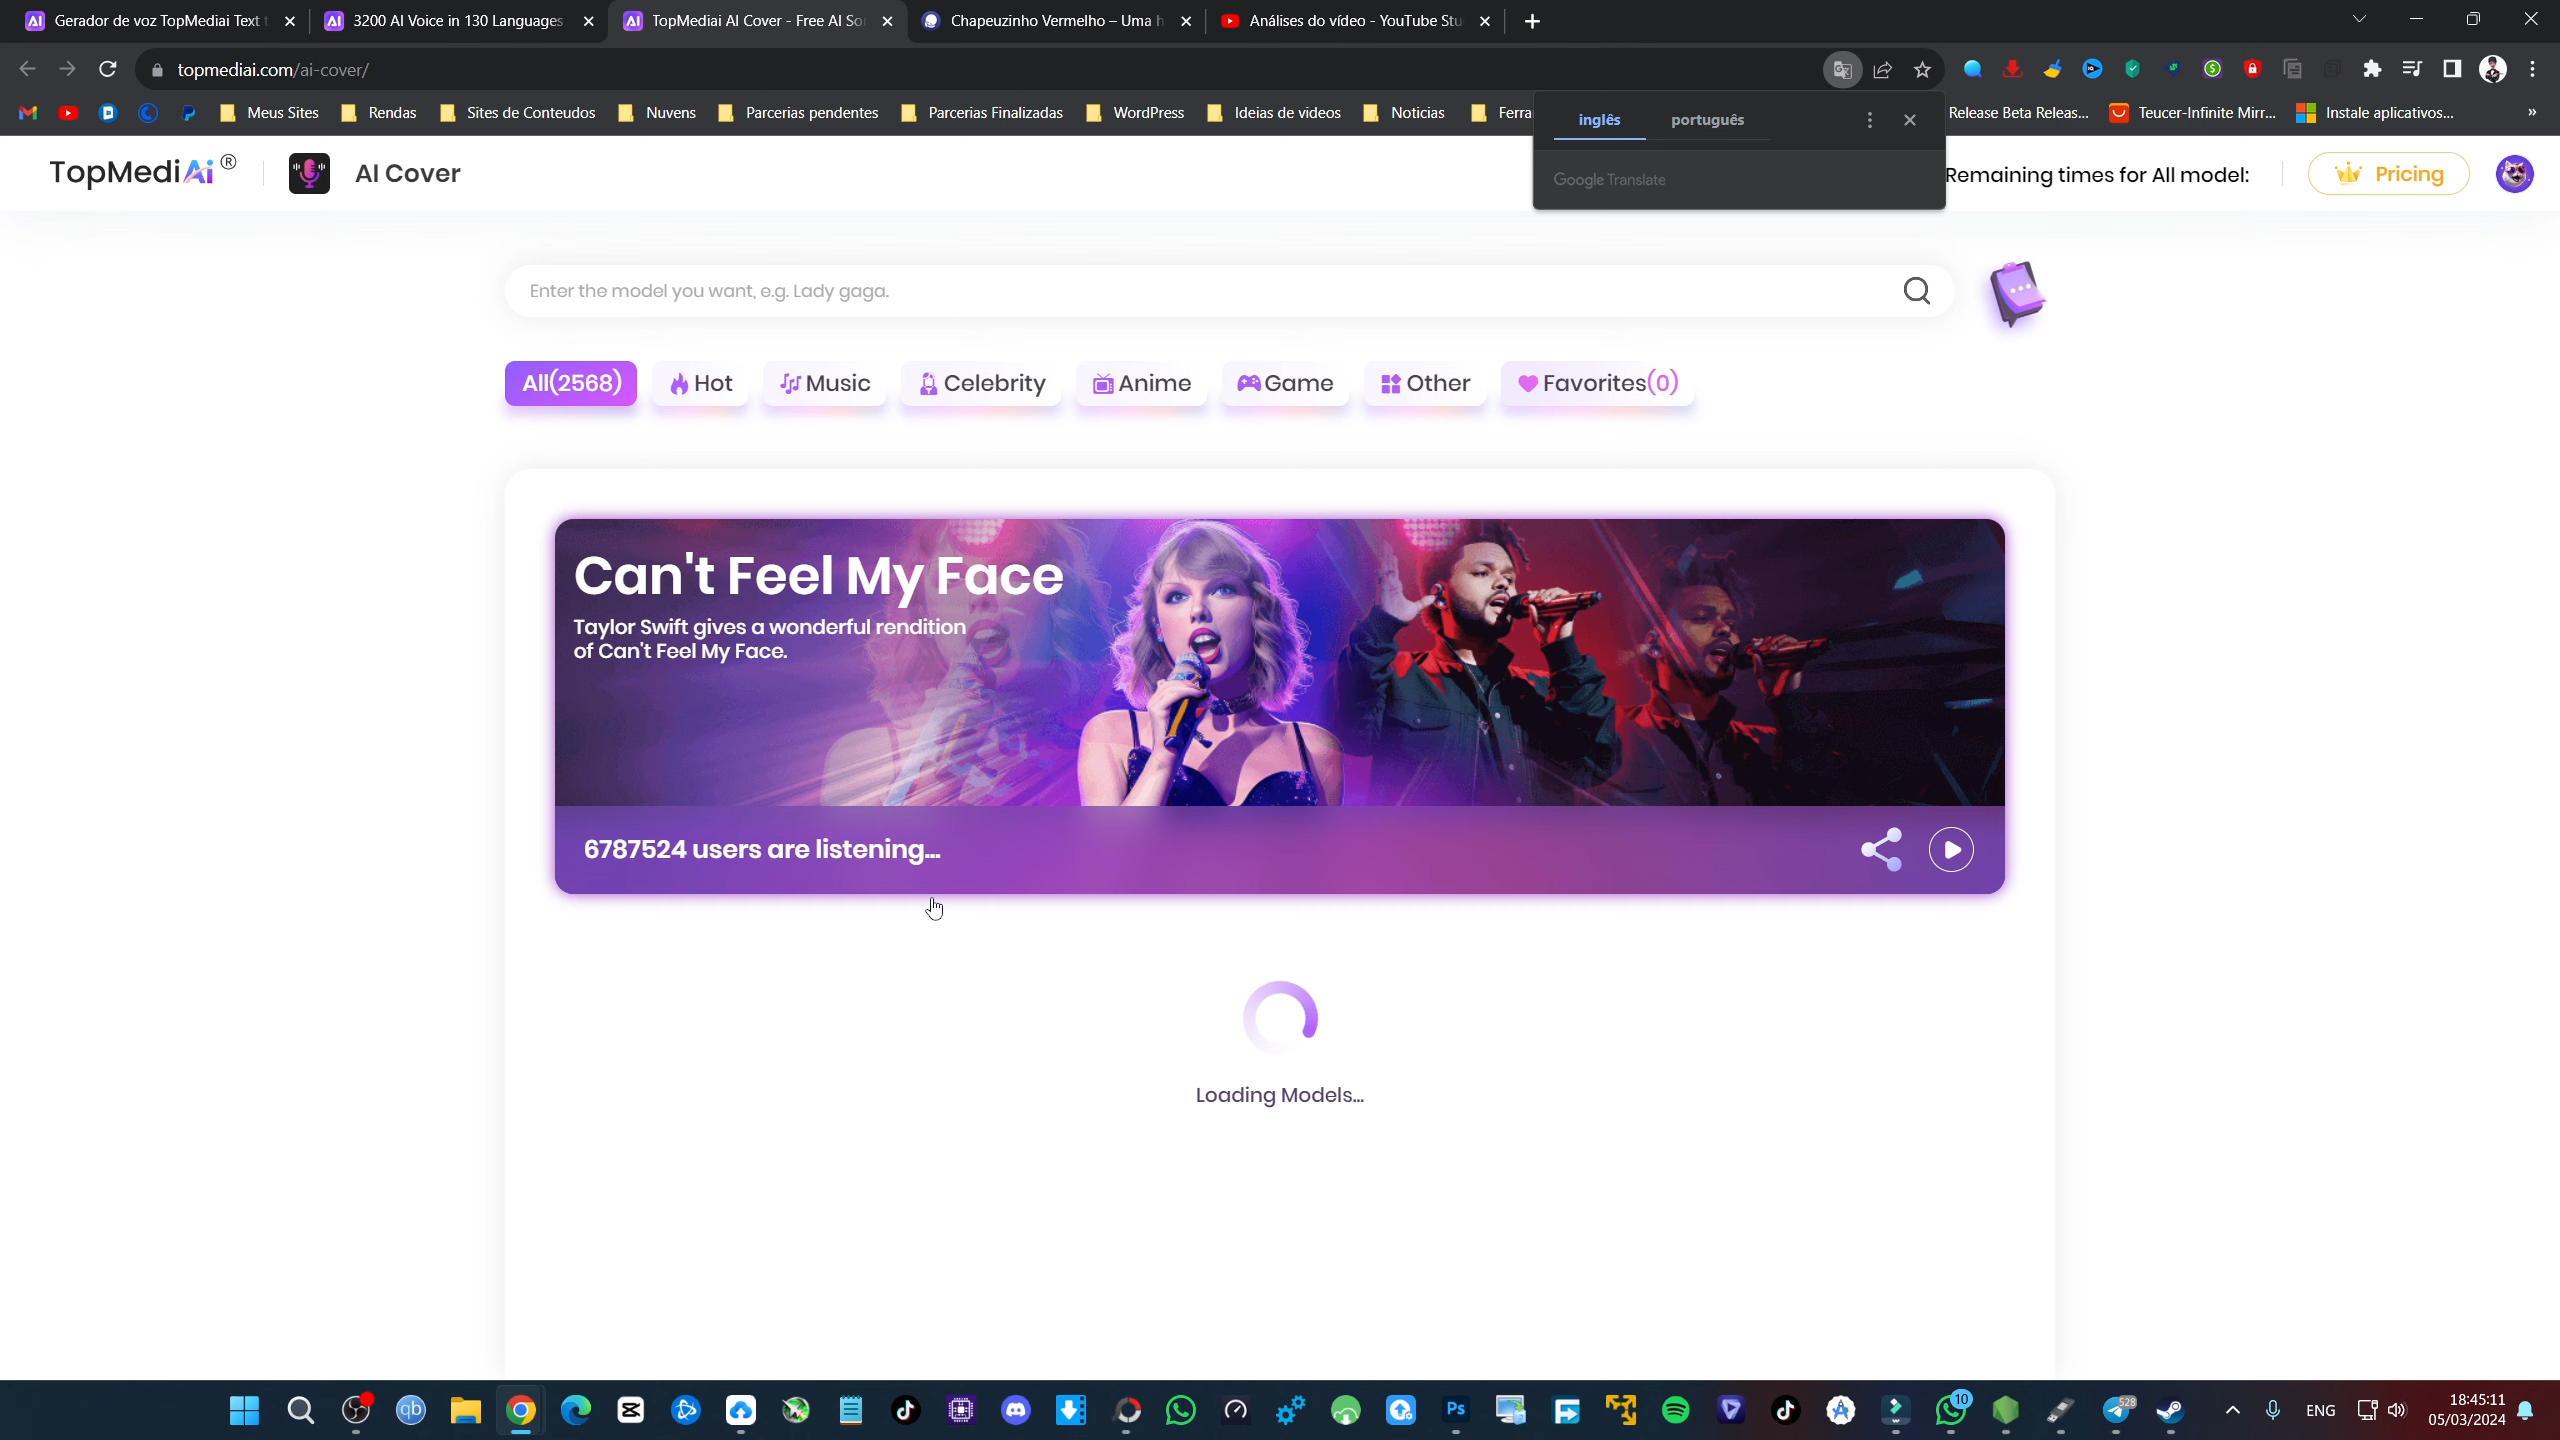 Gerador de voz TopMediai Text t
3200 AI Voice in 130 Languages
TopMediai AI Cover - Free AI So
Chapeuzinho Vermelho – Uma h
Análises do vídeo - YouTube Stu
topmediai.com/ai-cover/
Meus Sites
Rendas
Sites de Conteudos
Nuvens
Parcerias pendentes
Parcerias Finalizadas
WordPress
Ideias de videos
Noticias
Ferra
Release Beta Releas...
Teucer-Infinite Mirr...
Instale aplicativos...
»
inglês
português
Google Translate
TopMediAi®
AI Cover
Remaining times for All model:
Pricing
Enter the model you want, e.g. Lady gaga.
All(2568)
Hot
Music
Celebrity
Anime
Game
Other
Favorites(0)
Can't Feel My Face
Taylor Swift gives a wonderful rendition
of Can't Feel My Face.
6787524 users are listening...
Loading Models...
qb
Ps
10
528
ENG
18:45:11
05/03/2024